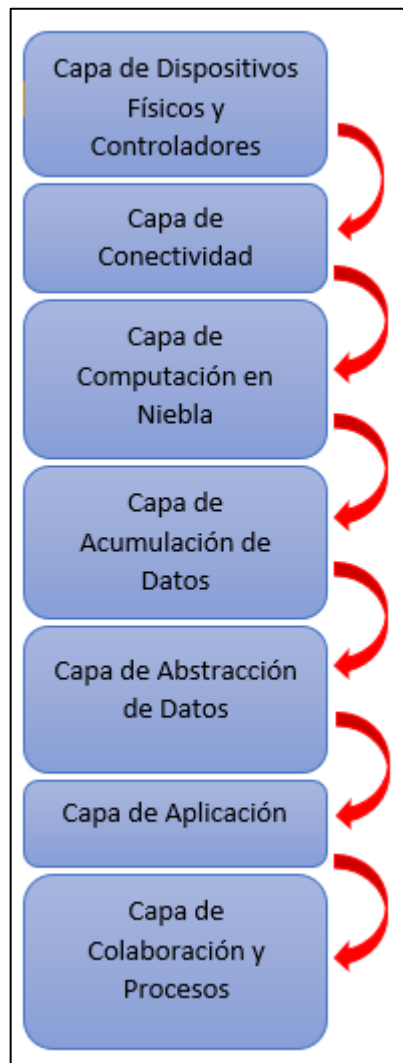 Capa de Dispositivos
Físicos y
Controladores
Capa de
Conectividad
Capa de
Computación en
Niebla
Capa de
Acumulación de
Datos
Capa de Abstracción
de Datos
Capa de Aplicación
Capa de
Colaboración y
Procesos